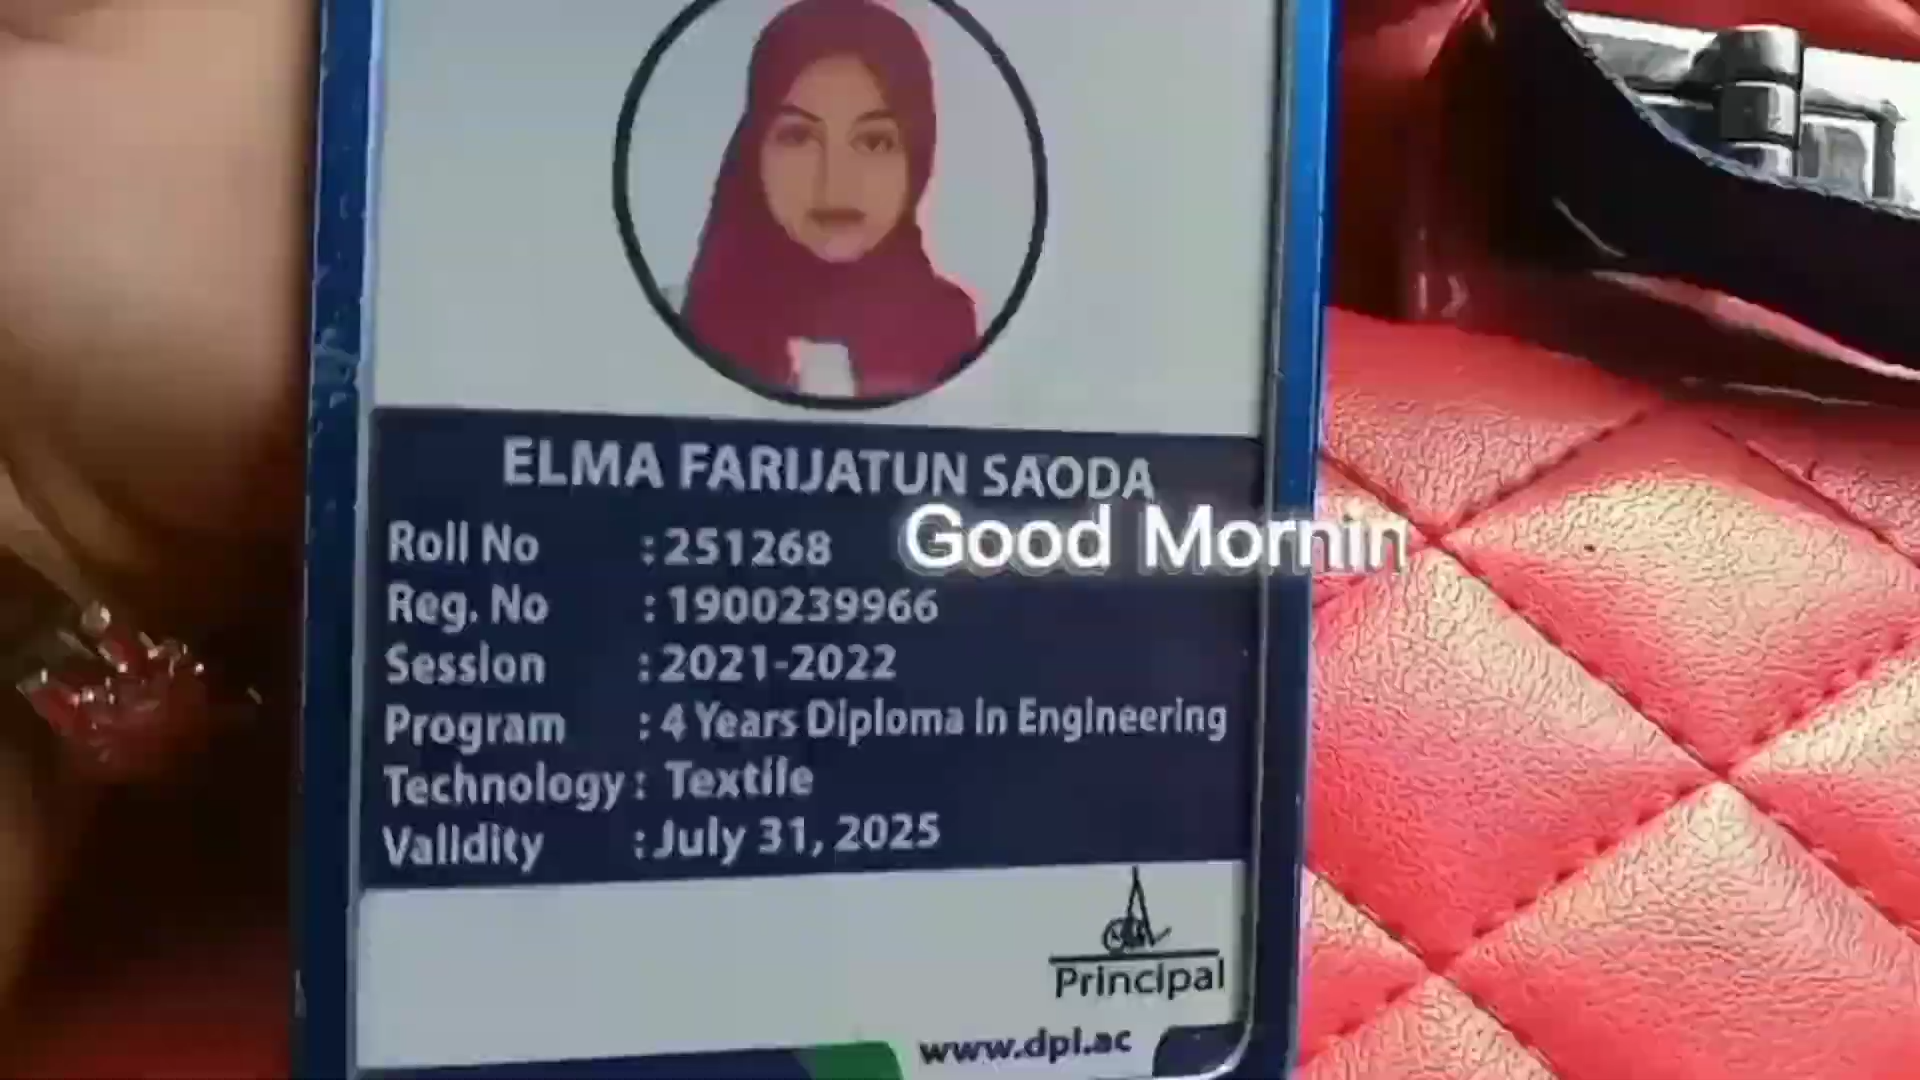 ELMA FARIJATUN SAODA
Roll No : 251268
Good Mornin
Reg. No : 1900239966
Session : 2021-2022
Program : 4 Years Diploma in Engineering
Technology : Textile
Validity : July 31, 2025
Principal
www.dpi.ac